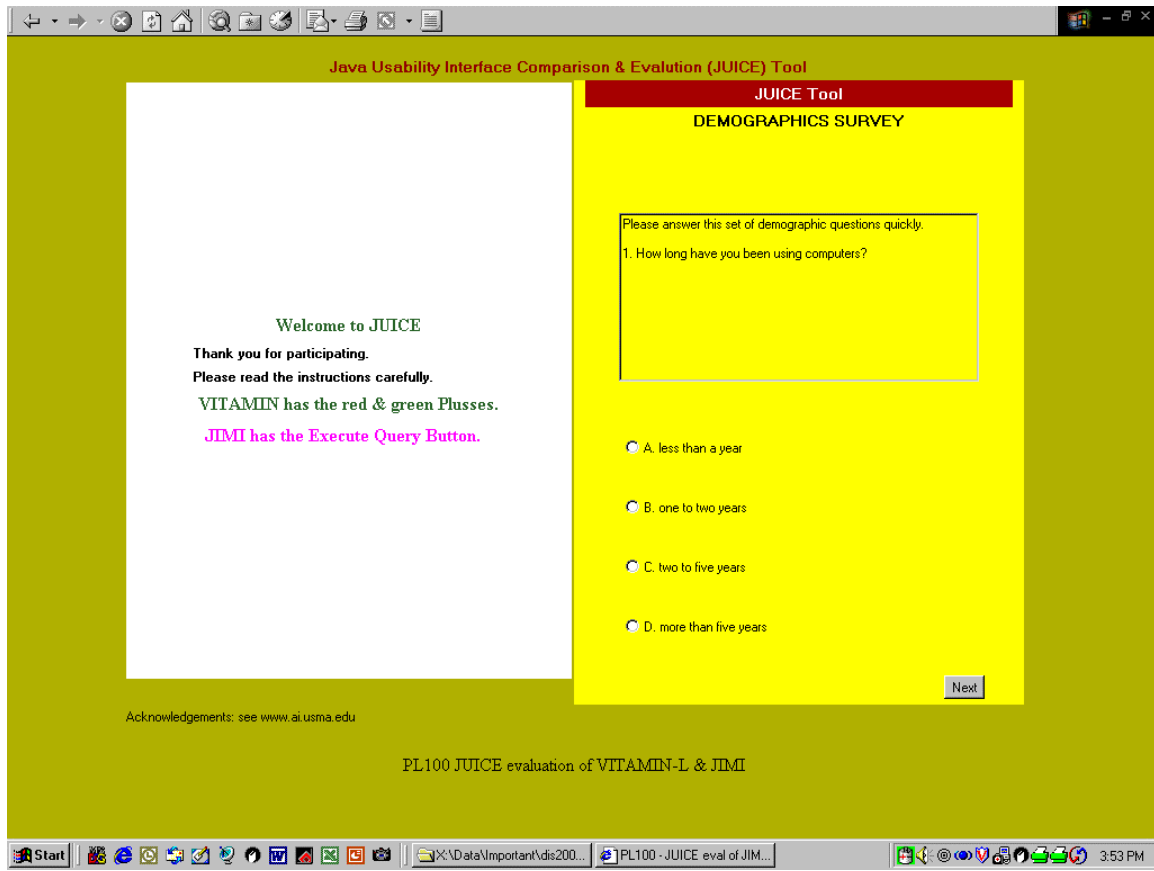 Java Usability Interface Comparison & Evalution (JUICE) Tool
Welcome to JUICE
Thank you for participating.
Please read the instructions carefully.
VITAMIN has the red & green Plusses.
JIMI has the Execute Query Button.
JUICE Tool
DEMOGRAPHICS SURVEY
Please answer this set of demographic questions quickly.
1. How long have you been using computers?
A. less than a year
B. one to two years
C. two to five years
D. more than five years
Next
Acknowledgements: see www.ai.usma.edu
PL100 JUICE evaluation of VITAMIN-L & JIMI
Start
X:\Data\Important\dis200...
PL100 - JUICE eval of JIM...
3:53 PM